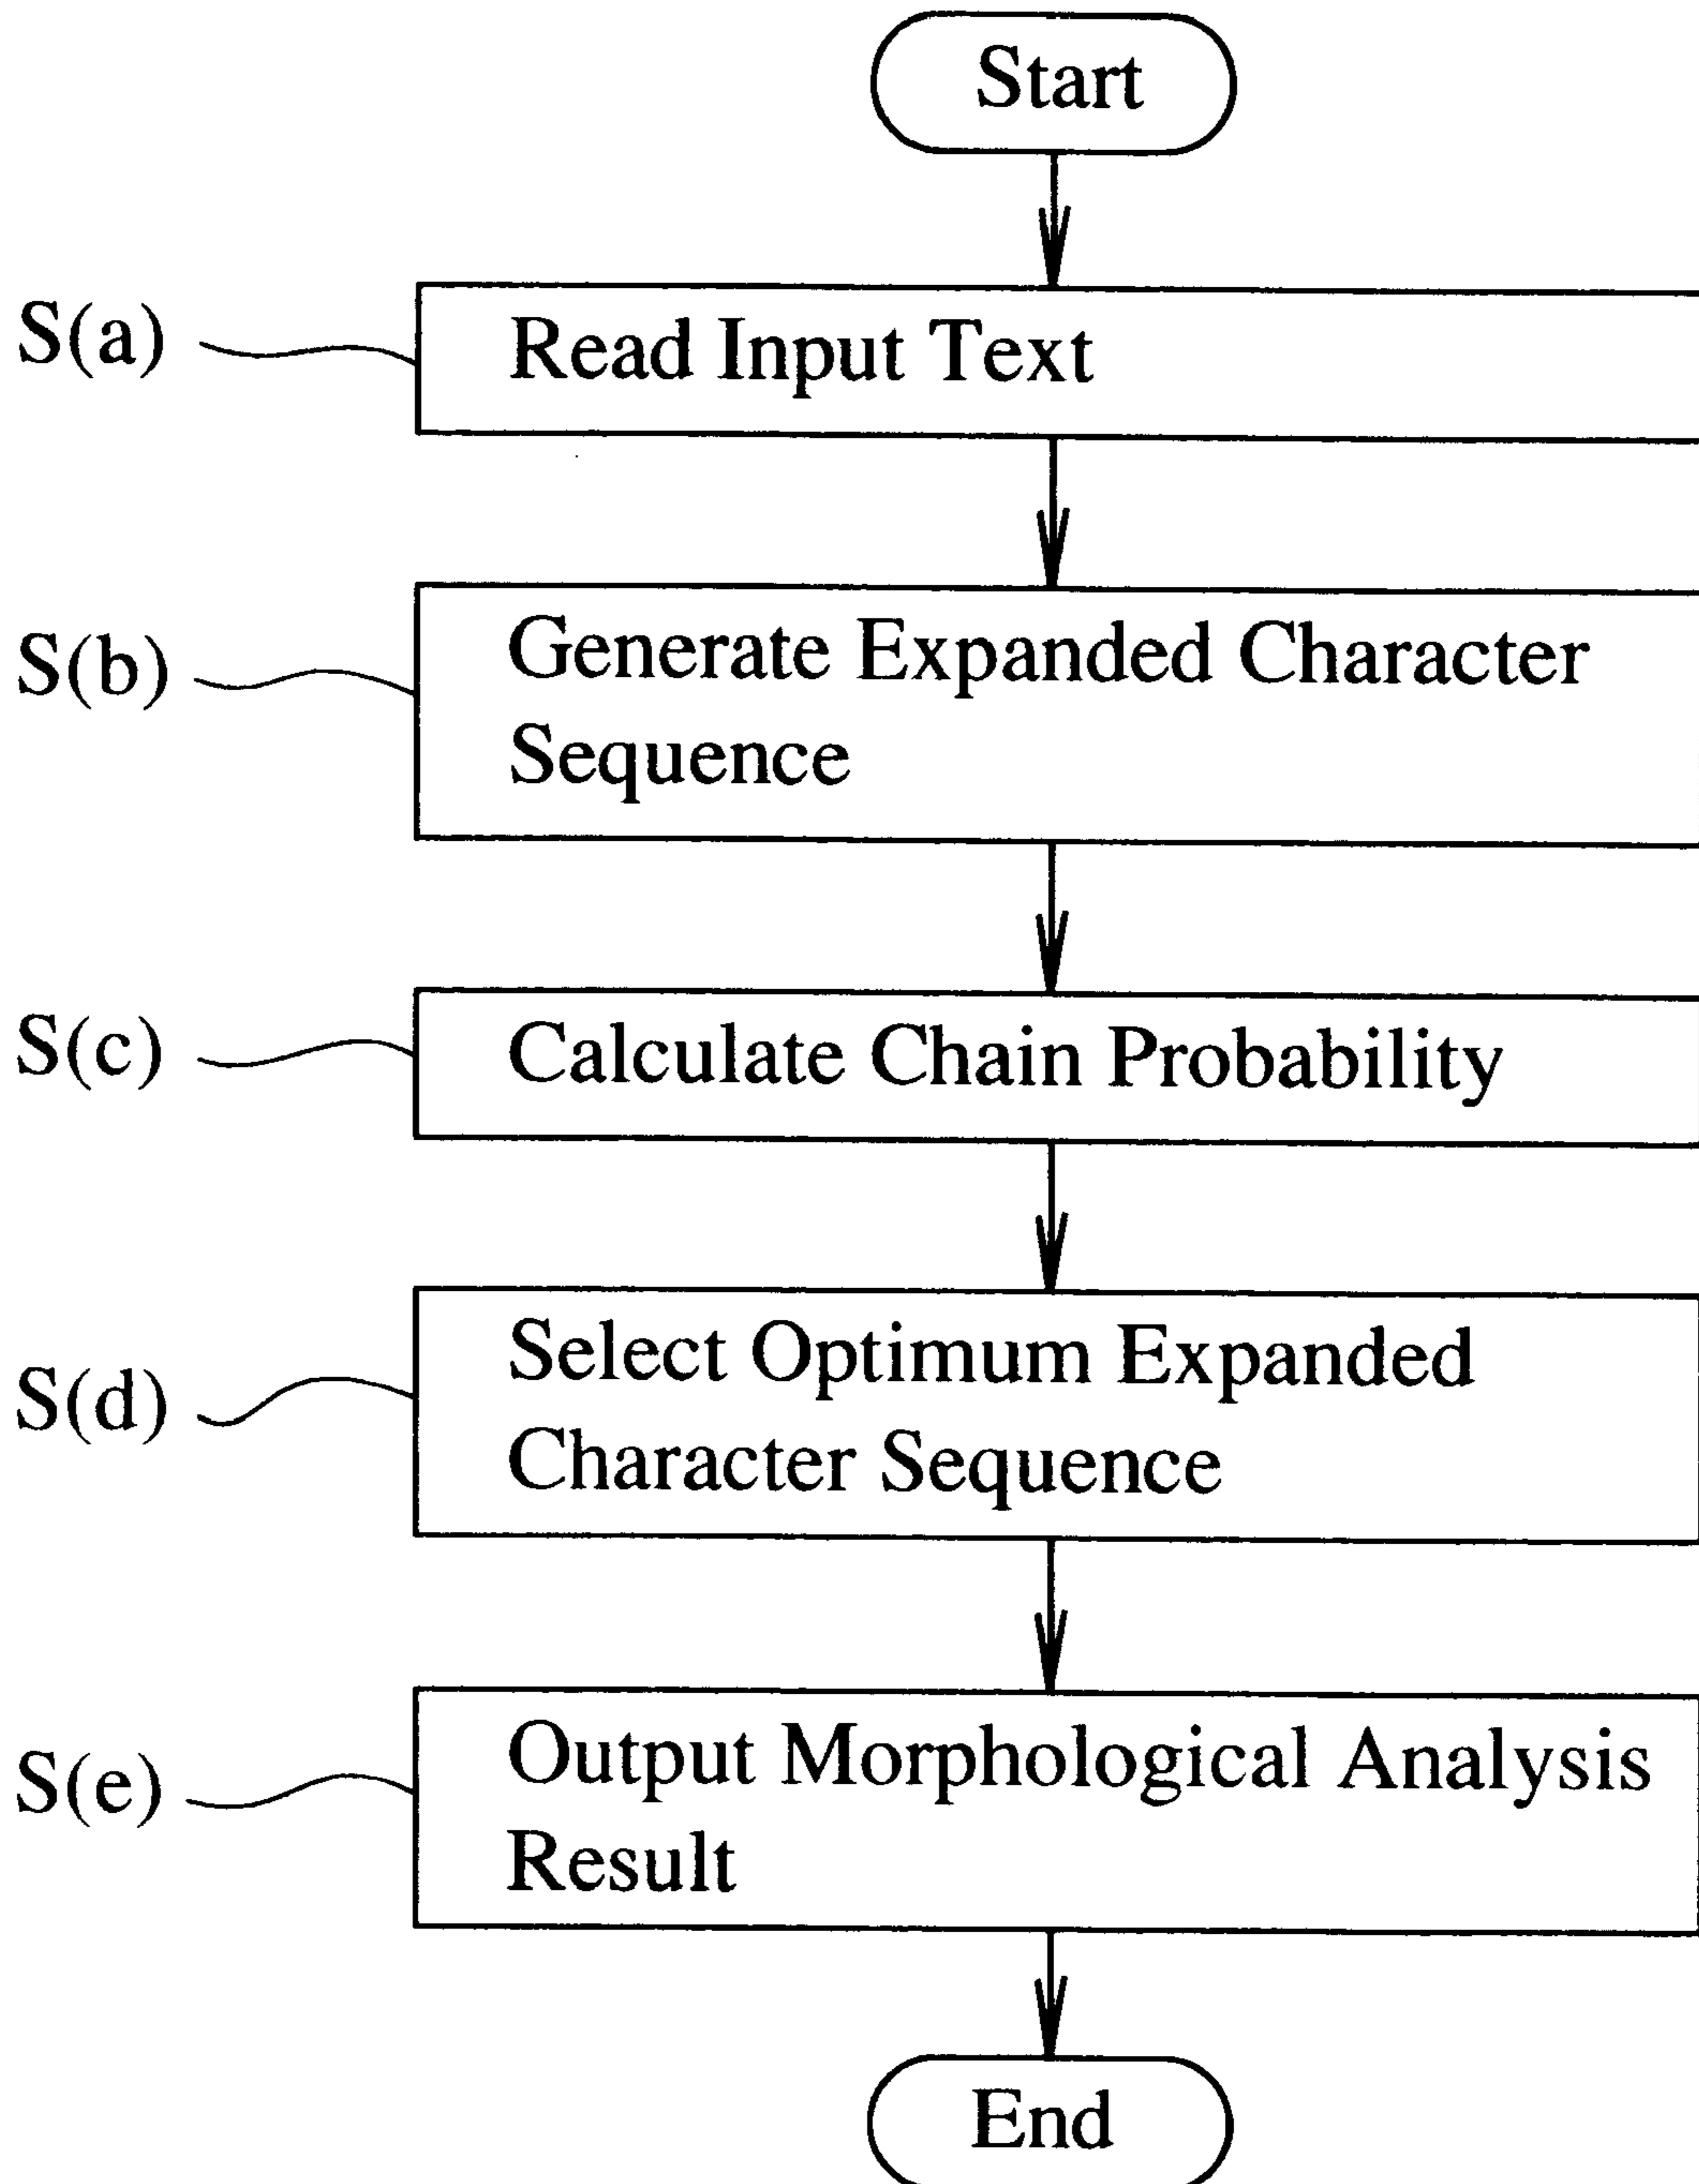 Start
S(a)
Read Input Text
S(b)
Generate Expanded Character
Sequence
S(c)
Calculate Chain Probability
S(d)
Select Optimum Expanded
Character Sequence
S(e)
Output Morphological Analysis
Result
End